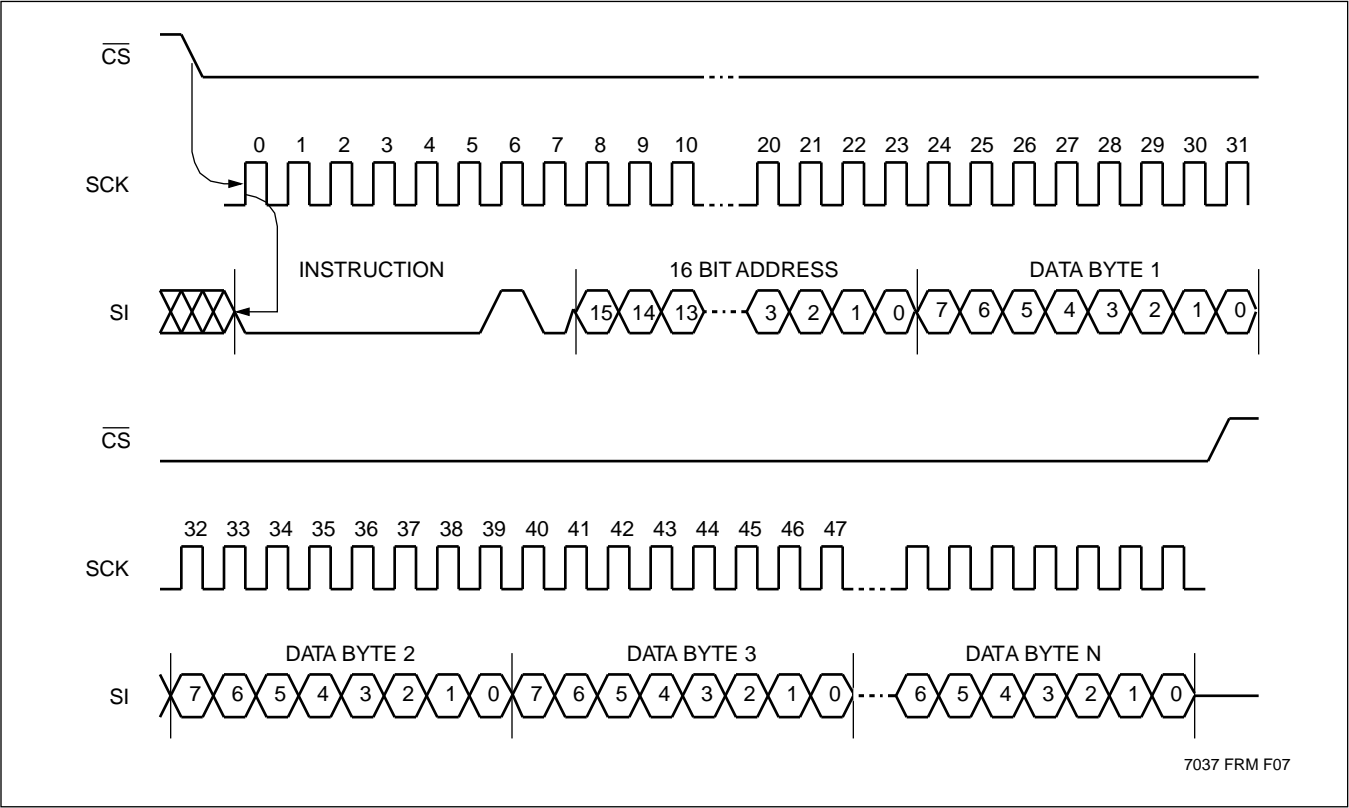 CS
0 1 2 3 4 5 6 7 8 9 10 20 21 22 23 24 25 26 27 28 29 30 31
SCK
INSTRUCTION 16 BIT ADDRESS DATA BYTE 1
SI 15 14 13 3 2 1 0 7 6 5 4 3 2 1 0
CS
32 33 34 35 36 37 38 39 40 41 42 43 44 45 46 47
SCK
DATA BYTE 2 DATA BYTE 3 DATA BYTE N
SI 7 6 5 4 3 2 1 0 7 6 5 4 3 2 1 0 6 5 4 3 2 1 0
7037 FRM F07